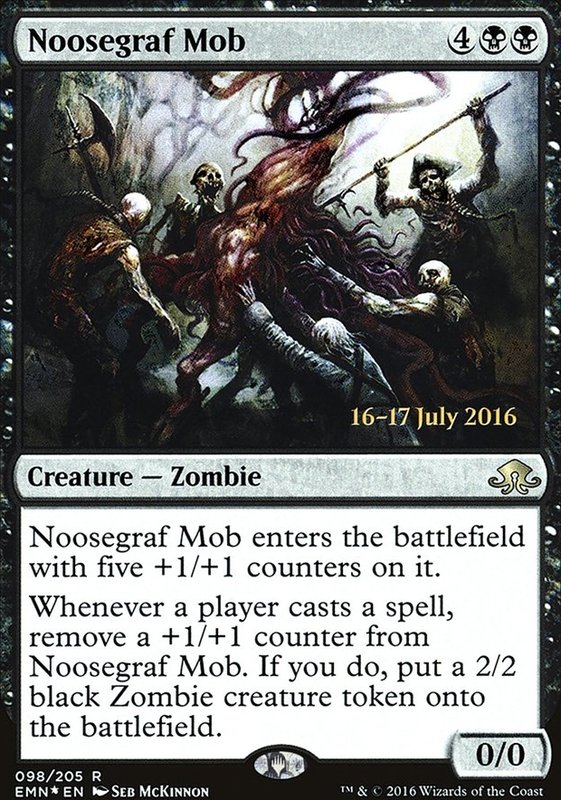 Noosegraf Mob 4
16–17 July 2016
Creature — Zombie
Noosegraf Mob enters the battlefield
with five +1/+1 counters on it.
Whenever a player casts a spell,
remove a +1/+1 counter from
Noosegraf Mob. If you do, put a 2/2
black Zombie creature token onto
the battlefield.
0/0
098/205 R
EMN★EN Seb McKinnon
™ & © 2016 Wizards of the Coast